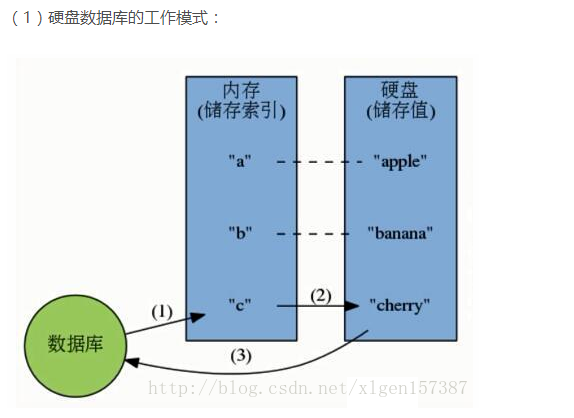 （1）硬盘数据库的工作模式：
内存
(储存索引)
硬盘
(储存值)
"a"
"apple"
"b"
"banana"
(1)
"c"
(2)
"cherry"
数据库
(3)
http://blog.csdn.net/xlgen157387